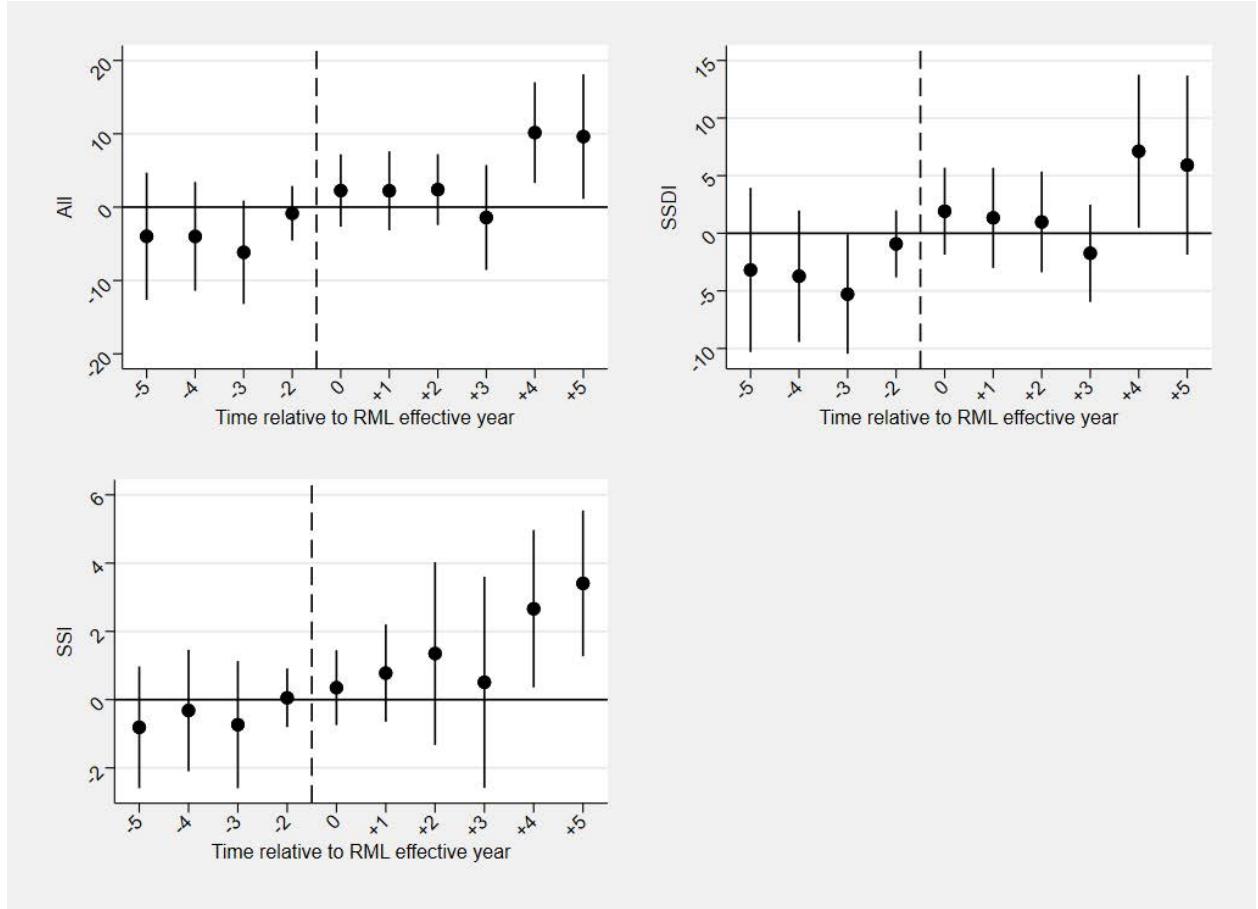 All
20
10
0
-10
-20
-5 -4 -3 -2 0 +1 +2 +3 +4 +5
Time relative to RML effective year
SSDI
15
10
5
0
-5
-10
-5 -4 -3 -2 0 +1 +2 +3 +4 +5
Time relative to RML effective year
SSI
6
4
2
0
-2
-5 -4 -3 -2 0 +1 +2 +3 +4 +5
Time relative to RML effective year